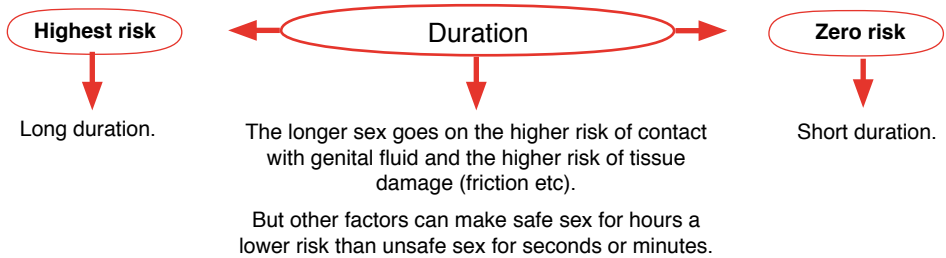 Highest risk
Duration
Zero risk
Long duration.
The longer sex goes on the higher risk of contact
with genital fluid and the higher risk of tissue
damage (friction etc).
But other factors can make safe sex for hours a
lower risk than unsafe sex for seconds or minutes.
Short duration.